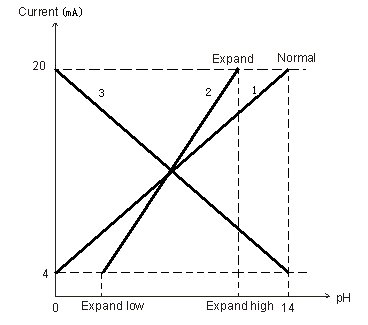 Current (mA)
Expand Normal
20
3 2 1
4
pH
0 Expand low Expand high 14